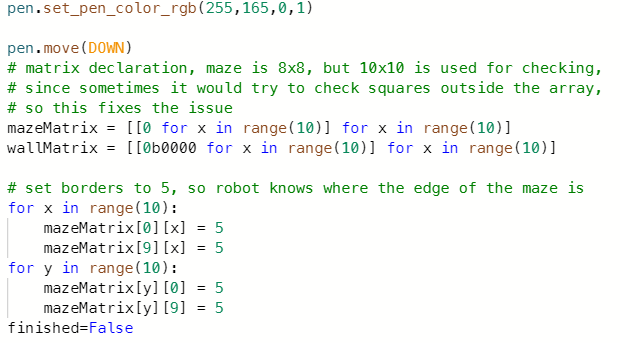 pen.set_pen_color_rgb(255,165,0,1)

pen.move(DOWN)
# matrix declaration, maze is 8x8, but 10x10 is used for checking,
# since sometimes it would try to check squares outside the array,
# so this fixes the issue
mazeMatrix = [[0 for x in range(10)] for x in range(10)]
wallMatrix = [[0b0000 for x in range(10)] for x in range(10)]

# set borders to 5, so robot knows where the edge of the maze is
for x in range(10):
    mazeMatrix[0][x] = 5
    mazeMatrix[9][x] = 5
for y in range(10):
    mazeMatrix[y][0] = 5
    mazeMatrix[y][9] = 5
finished=False